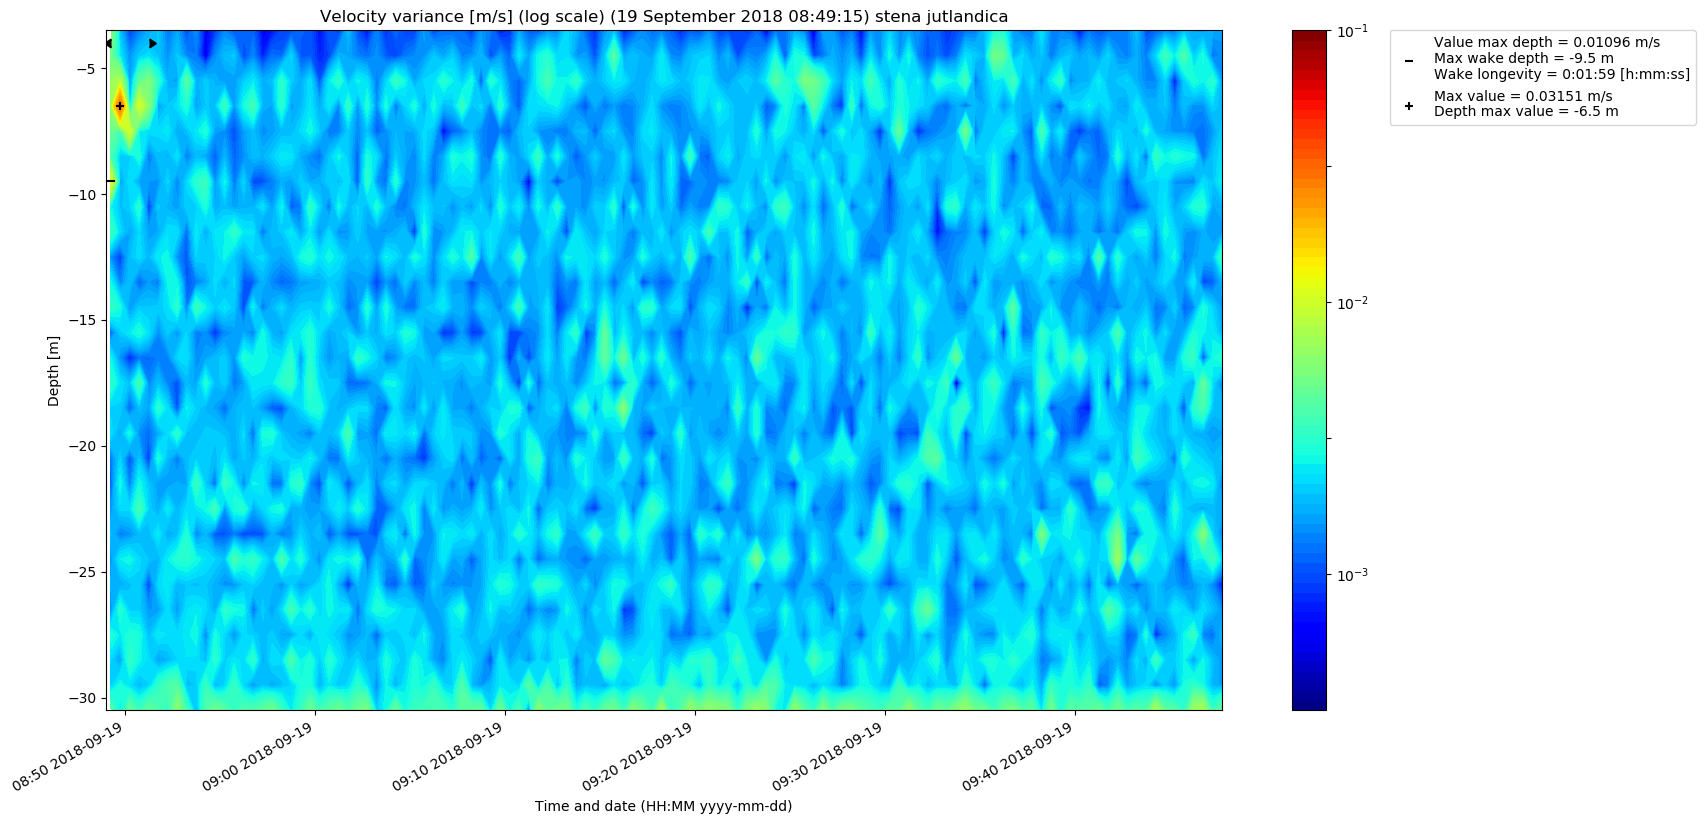 Velocity variance [m/s] (log scale) (19 September 2018 08:49:15) stena jutlandica
Value max depth = 0.01096 m/s
Max wake depth = -9.5 m
Wake longevity = 0:01:59 [h:mm:ss]
Max value = 0.03151 m/s
Depth max value = -6.5 m
Depth [m]
−5
−10
−15
−20
−25
−30
08:50 2018-09-19
09:00 2018-09-19
09:10 2018-09-19
09:20 2018-09-19
09:30 2018-09-19
09:40 2018-09-19
Time and date (HH:MM yyyy-mm-dd)
10⁻¹
10⁻²
10⁻³